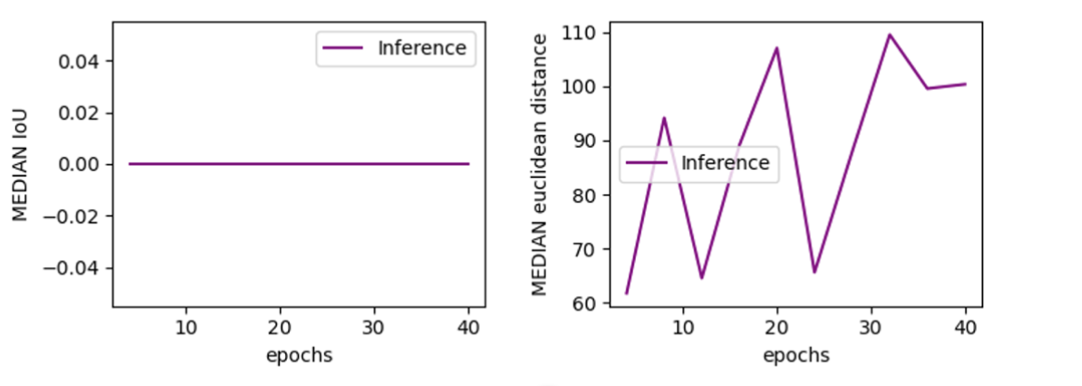 MEDIAN IoU
0.04
0.02
0.00
−0.02
−0.04
Inference
10 20 30 40
epochs
MEDIAN euclidean distance
110
100
90
80
70
60
Inference
10 20 30 40
epochs